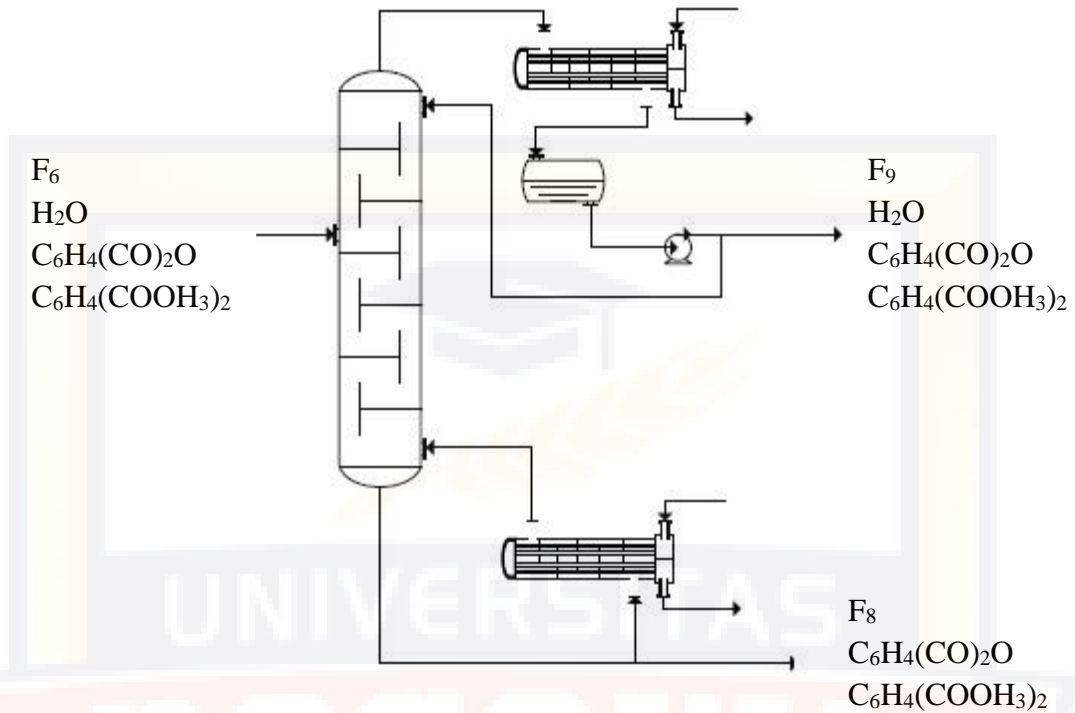 F₆
H₂O
C₆H₄(CO)₂O
C₆H₄(COOH₃)₂
F₉
H₂O
C₆H₄(CO)₂O
C₆H₄(COOH₃)₂
UNIVERSITAS
F₈
C₆H₄(CO)₂O
C₆H₄(COOH₃)₂